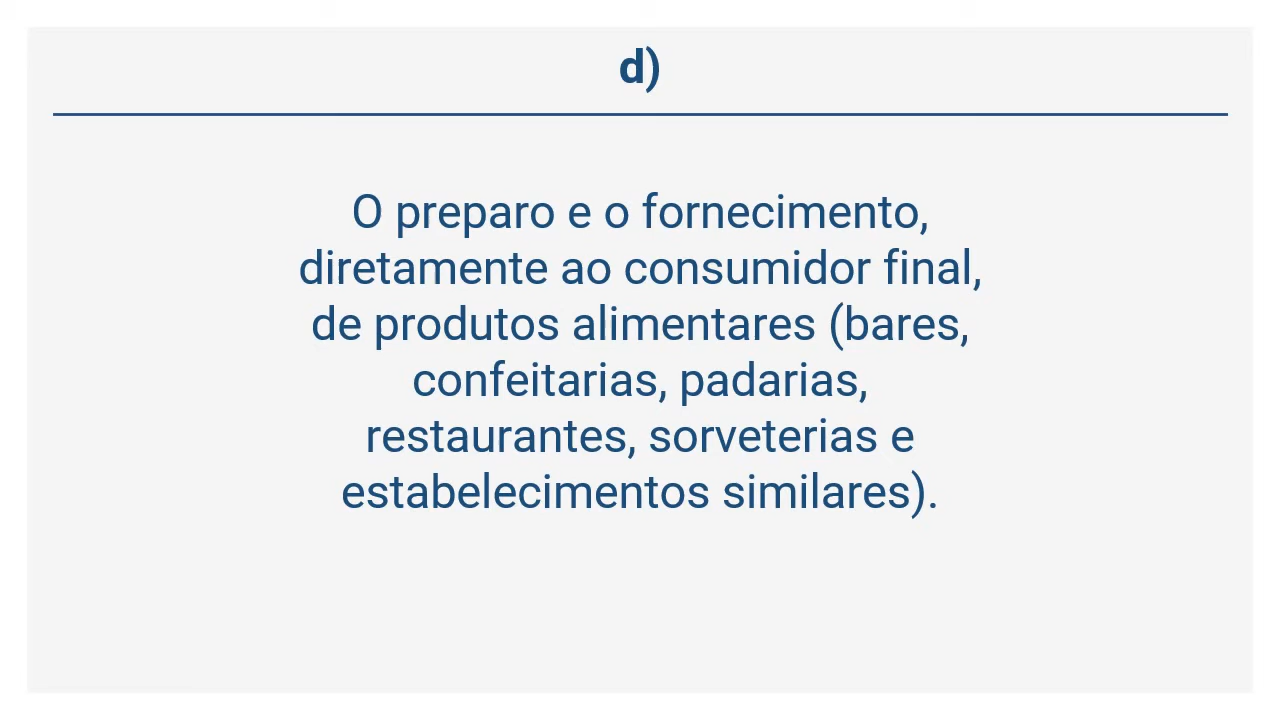 d)
O preparo e o fornecimento,
diretamente ao consumidor final,
de produtos alimentares (bares,
confeitarias, padarias,
restaurantes, sorveterias e
estabelecimentos similares).